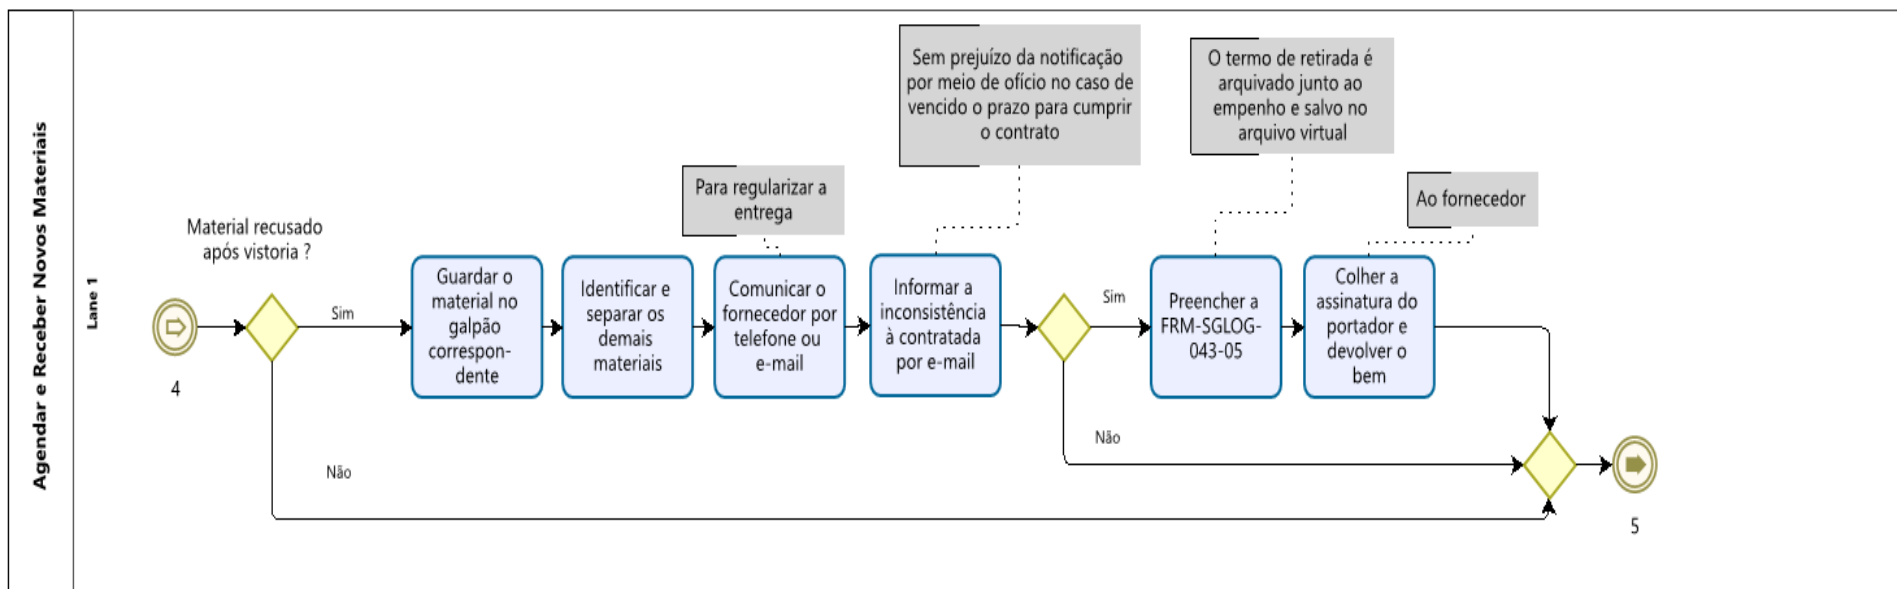 Agendar e Receber Novos Materiais
Lane 1
4
Material recusado
após vistoria ?
Sim
Não
Guardar o
material no
galpão
correspon-
dente
Identificar e
separar os
demais
materiais
Para regularizar a
entrega
Comunicar o
fornecedor por
telefone ou
e-mail
Sem prejuízo da notificação
por meio de ofício no caso de
vencido o prazo para cumprir
o contrato
Informar a
inconsistência
à contratada
por e-mail
Sim
Não
O termo de retirada é
arquivado junto ao
empenho e salvo no
arquivo virtual
Preencher a
FRM-SGLOG-
043-05
Ao fornecedor
Colher a
assinatura do
portador e
devolver o
bem
5